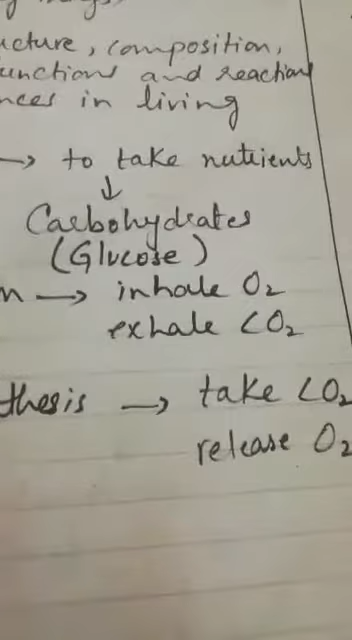 ucture, composition,
unctions and reaction
nces in living
→ to take nutrients
↓
Carbohydrates
(Glucose)
n → inhale O₂
exhale CO₂
thesis → take CO₂
release O₂